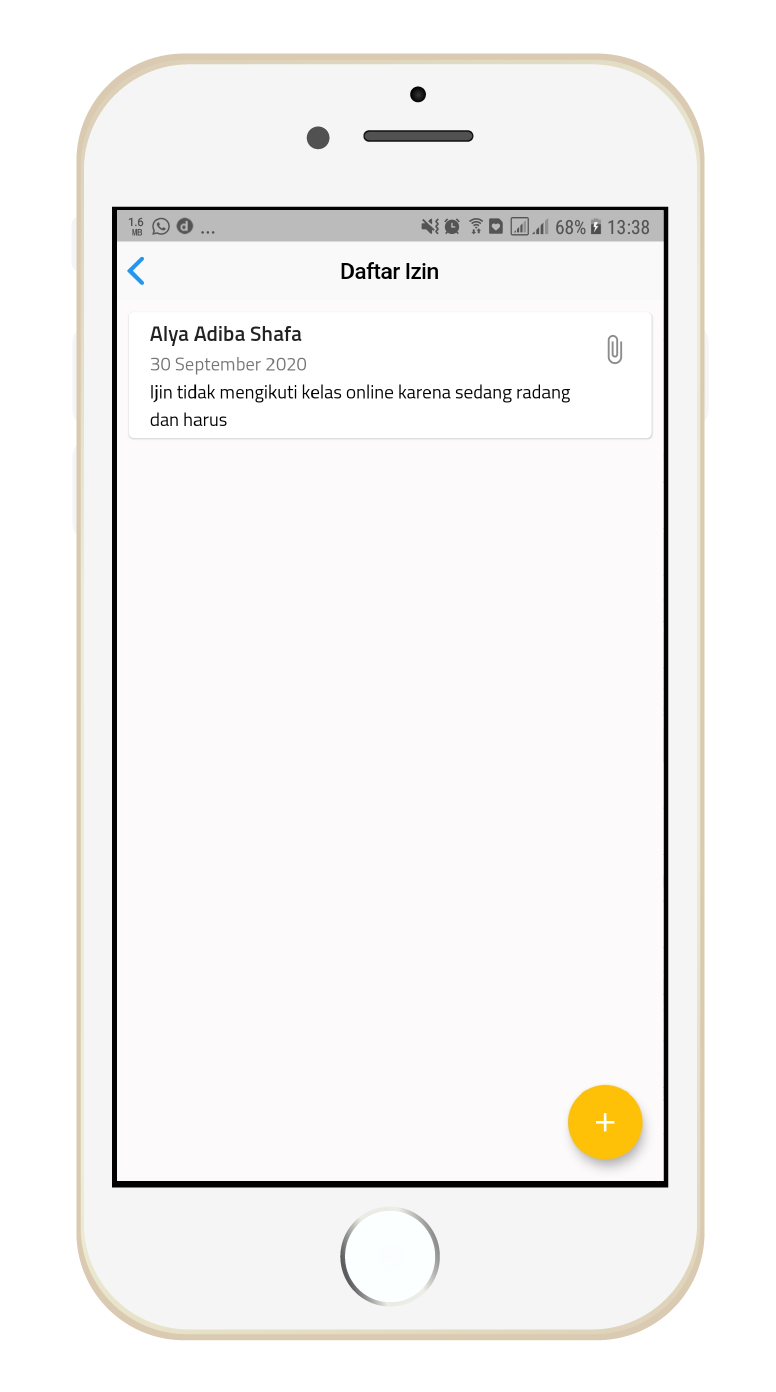 1.6
MB
...
68%
13:38
Daftar Izin
Alya Adiba Shafa
30 September 2020
Ijin tidak mengikuti kelas online karena sedang radang
dan harus